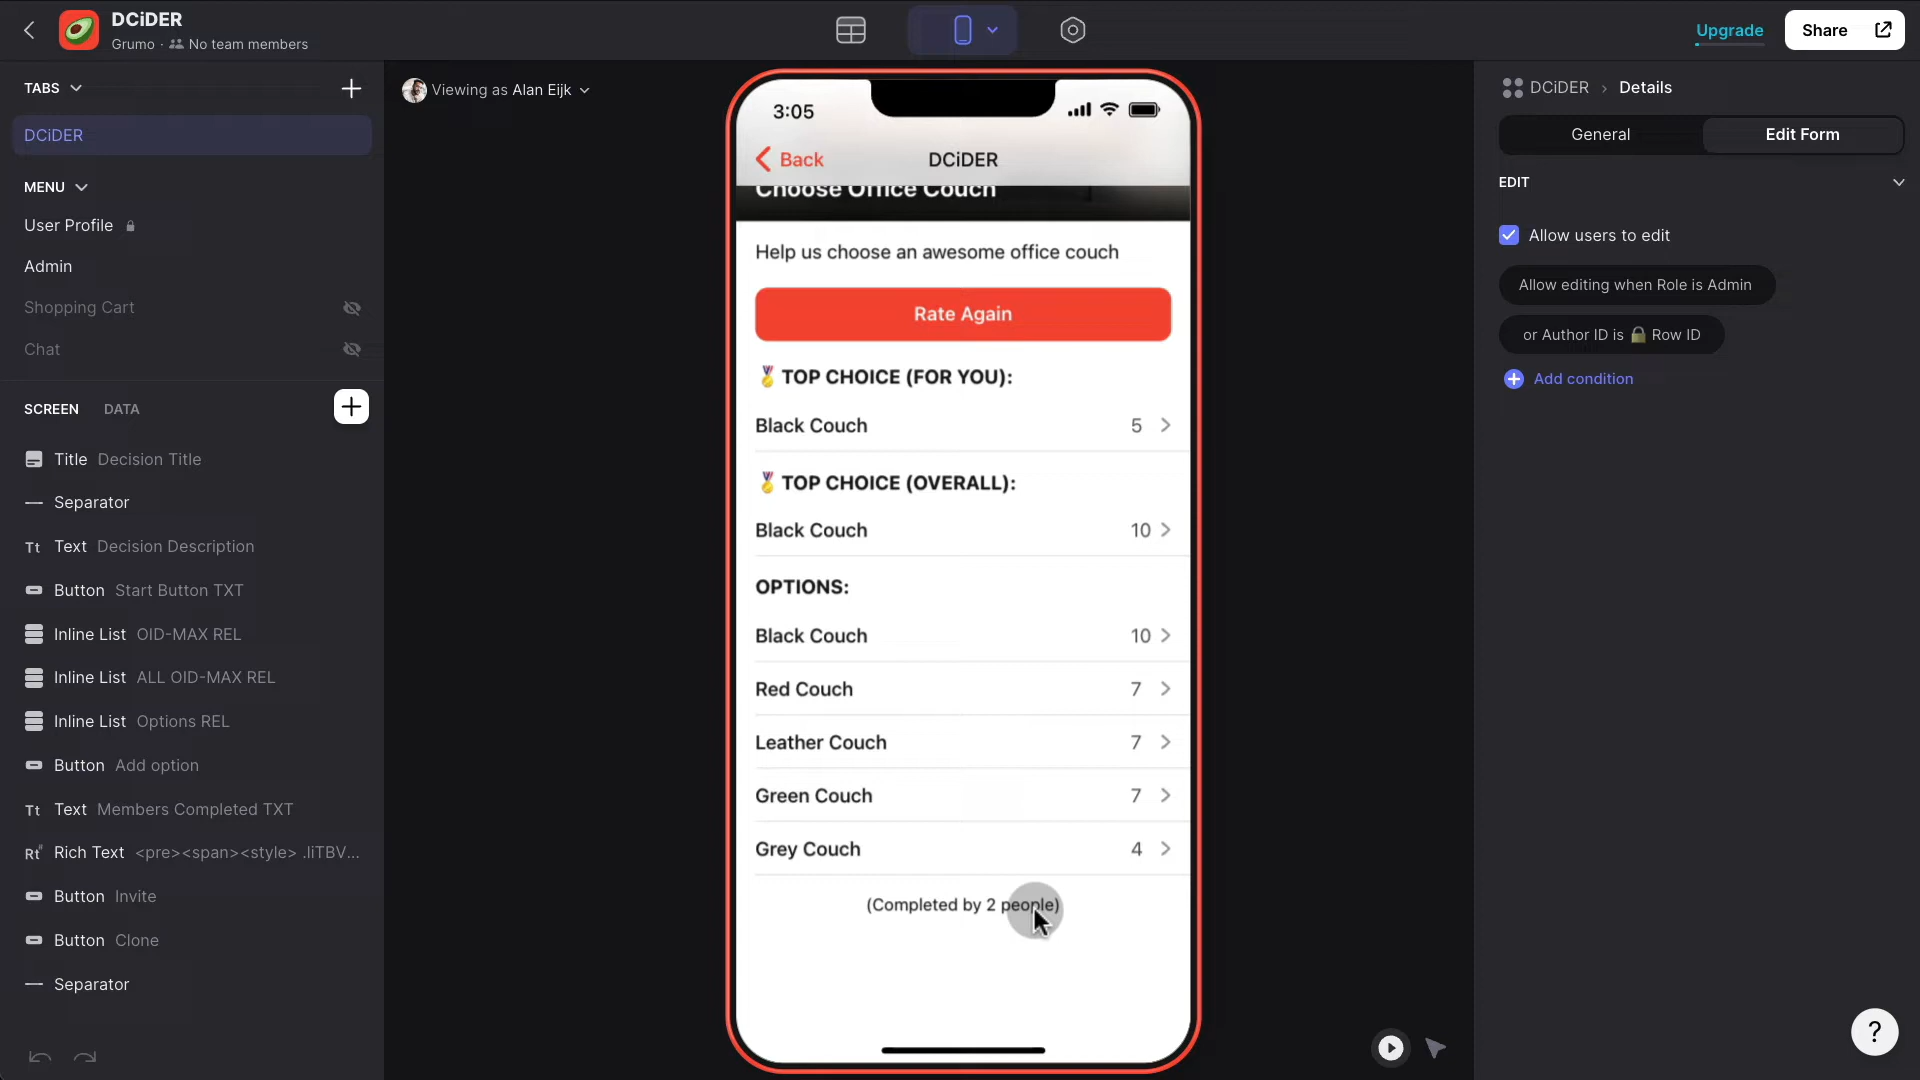 DCiDER
Grumo · No team members
Upgrade
Share
TABS
DCiDER
MENU
User Profile
Admin
Shopping Cart
Chat
SCREEN DATA
Title Decision Title
Separator
Text Decision Description
Button Start Button TXT
Inline List OID-MAX REL
Inline List ALL OID-MAX REL
Inline List Options REL
Button Add option
Text Members Completed TXT
Rich Text <pre><span><style> .liTBV...
Button Invite
Button Clone
Separator
Viewing as Alan Eijk
3:05
Back DCiDER
Choose Office Couch
Help us choose an awesome office couch
Rate Again
TOP CHOICE (FOR YOU):
Black Couch 5
TOP CHOICE (OVERALL):
Black Couch 10
OPTIONS:
Black Couch 10
Red Couch 7
Leather Couch 7
Green Couch 7
Grey Couch 4
(Completed by 2 people)
DCiDER › Details
General Edit Form
EDIT
Allow users to edit
Allow editing when Role is Admin
or Author ID is 🔒 Row ID
Add condition
?